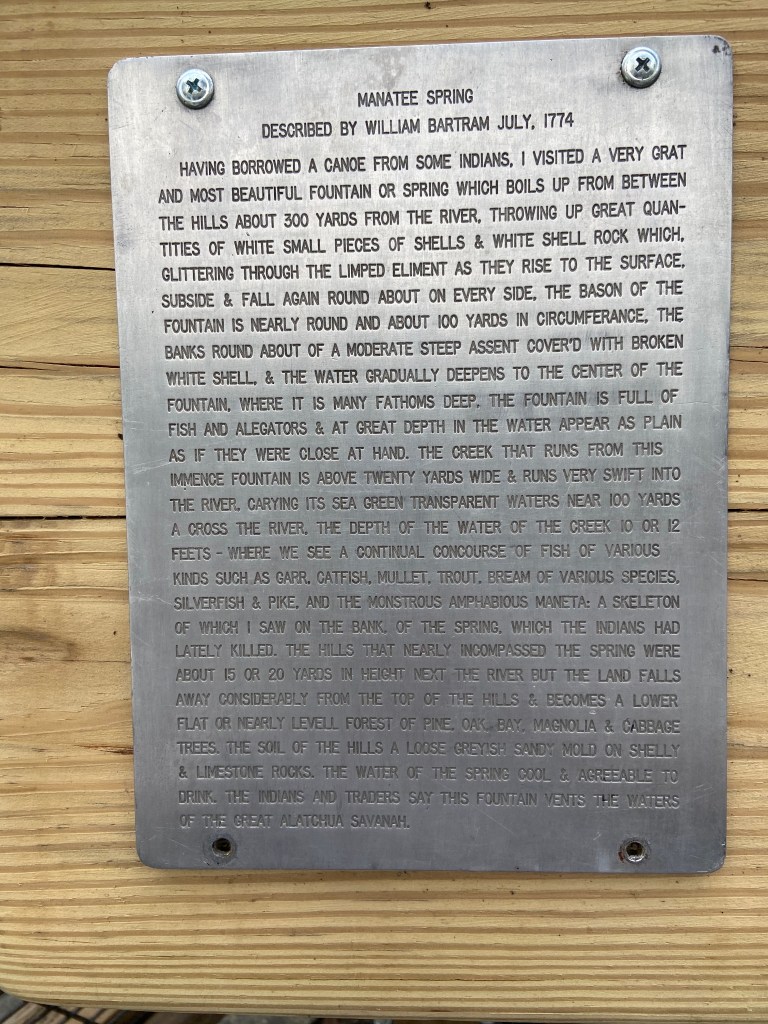 MANATEE SPRING
DESCRIBED BY WILLIAM BARTRAM JULY, 1774
HAVING BORROWED A CANOE FROM SOME INDIANS, I VISITED A VERY GRAT
AND MOST BEAUTIFUL FOUNTAIN OR SPRING WHICH BOILS UP FROM BETWEEN
THE HILLS ABOUT 300 YARDS FROM THE RIVER, THROWING UP GREAT QUAN-
TITIES OF WHITE SMALL PIECES OF SHELLS & WHITE SHELL ROCK WHICH,
GLITTERING THROUGH THE LIMPED ELIMENT AS THEY RISE TO THE SURFACE,
SUBSIDE & FALL AGAIN ROUND ABOUT ON EVERY SIDE, THE BASON OF THE
FOUNTAIN IS NEARLY ROUND AND ABOUT 100 YARDS IN CIRCUMFERANCE, THE
BANKS ROUND ABOUT OF A MODERATE STEEP ASSENT COVER'D WITH BROKEN
WHITE SHELL, & THE WATER GRADUALLY DEEPENS TO THE CENTER OF THE
FOUNTAIN, WHERE IT IS MANY FATHOMS DEEP, THE FOUNTAIN IS FULL OF
FISH AND ALEGATORS & AT GREAT DEPTH IN THE WATER APPEAR AS PLAIN
AS IF THEY WERE CLOSE AT HAND. THE CREEK THAT RUNS FROM THIS
IMMENCE FOUNTAIN IS ABOVE TWENTY YARDS WIDE & RUNS VERY SWIFT INTO
THE RIVER, CARYING ITS SEA GREEN TRANSPARENT WATERS NEAR 100 YARDS
A CROSS THE RIVER, THE DEPTH OF THE WATER OF THE CREEK 10 OR 12
FEETS - WHERE WE SEE A CONTINUAL CONCOURSE OF FISH OF VARIOUS
KINDS SUCH AS GARR, CATFISH, MULLET, TROUT, BREAM OF VARIOUS SPECIES,
SILVERFISH & PIKE, AND THE MONSTROUS AMPHABIOUS MANETA: A SKELETON
OF WHICH I SAW ON THE BANK, OF THE SPRING, WHICH THE INDIANS HAD
LATELY KILLED. THE HILLS THAT NEARLY INCOMPASSED THE SPRING WERE
ABOUT 15 OR 20 YARDS IN HEIGHT NEXT THE RIVER BUT THE LAND FALLS
AWAY CONSIDERABLY FROM THE TOP OF THE HILLS & BECOMES A LOWER
FLAT OR NEARLY LEVELL FOREST OF PINE, OAK, BAY, MAGNOLIA & CABBAGE
TREES. THE SOIL OF THE HILLS A LOOSE GREYISH SANDY MOLD ON SHELLY
& LIMESTONE ROCKS. THE WATER OF THE SPRING COOL & AGREEABLE TO
DRINK. THE INDIANS AND TRADERS SAY THIS FOUNTAIN VENTS THE WATERS
OF THE GREAT ALATCHUA SAVANAH.